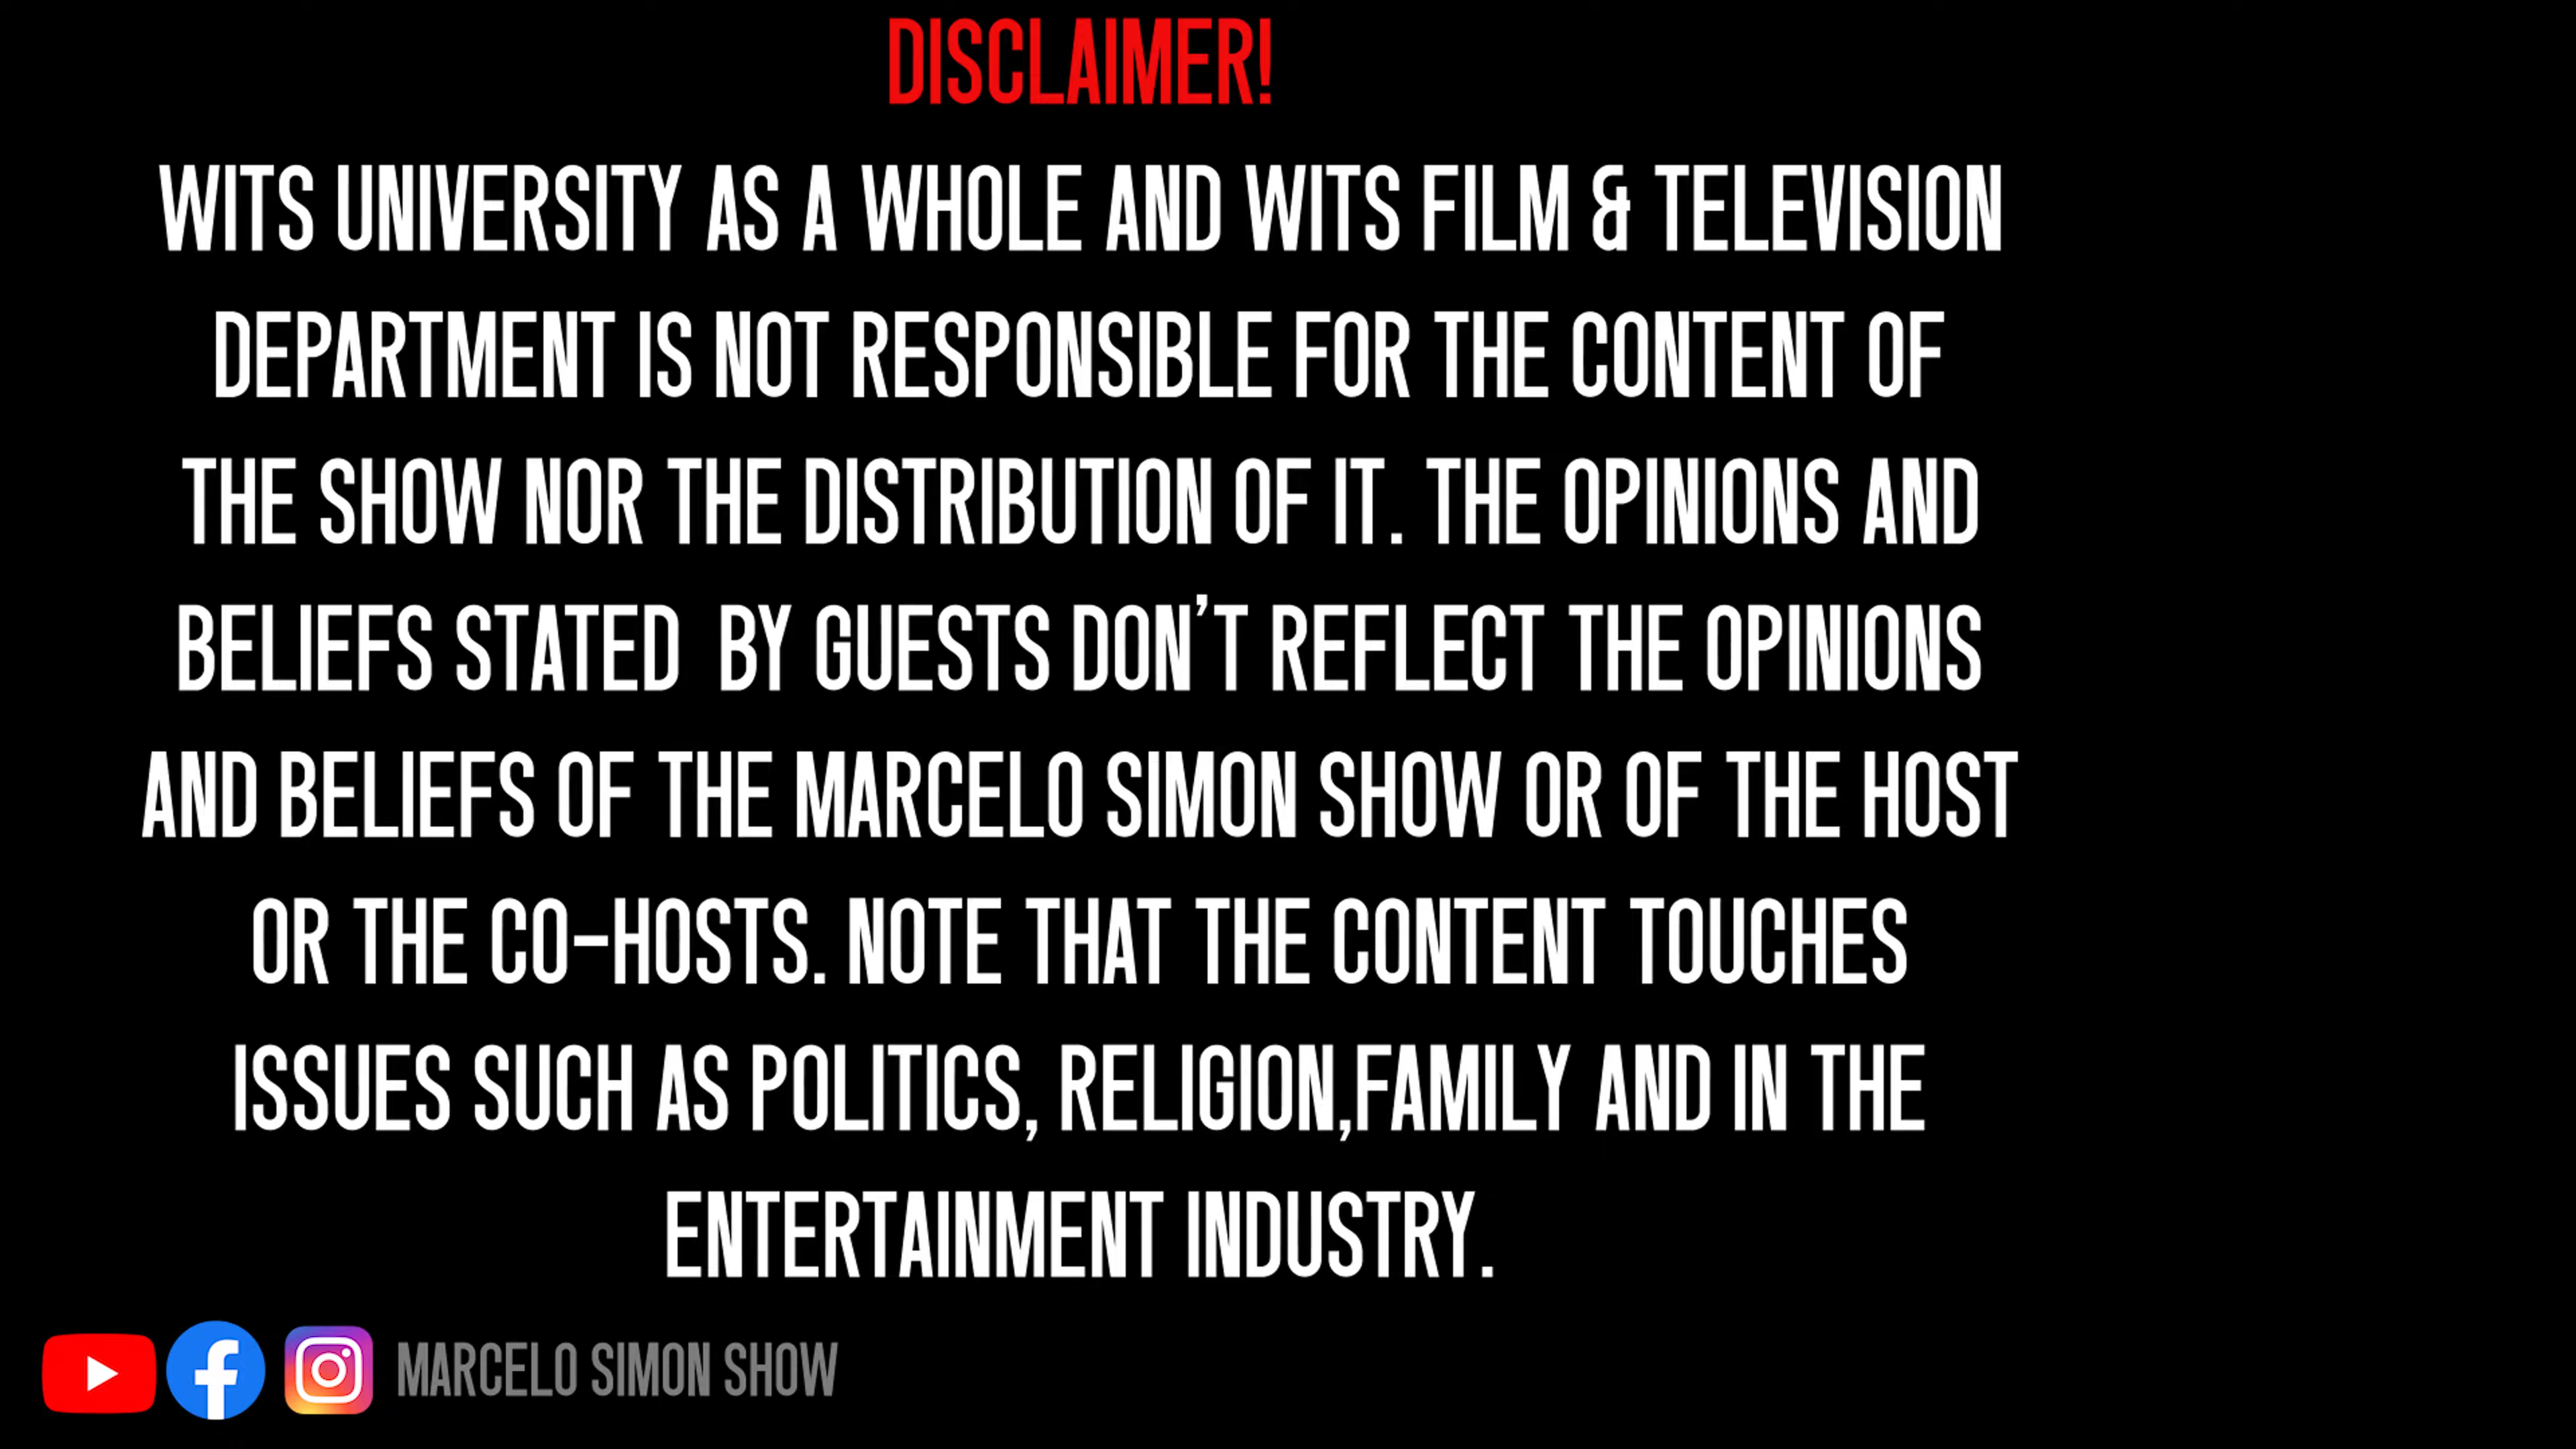 DISCLAIMER!
WITS UNIVERSITY AS A WHOLE AND WITS FILM & TELEVISION
DEPARTMENT IS NOT RESPONSIBLE FOR THE CONTENT OF
THE SHOW NOR THE DISTRIBUTION OF IT. THE OPINIONS AND
BELIEFS STATED  BY GUESTS DON'T REFLECT THE OPINIONS
AND BELIEFS OF THE MARCELO SIMON SHOW OR OF THE HOST
OR THE CO-HOSTS. NOTE THAT THE CONTENT TOUCHES
ISSUES SUCH AS POLITICS, RELIGION,FAMILY AND IN THE
ENTERTAINMENT INDUSTRY.
MARCELO SIMON SHOW